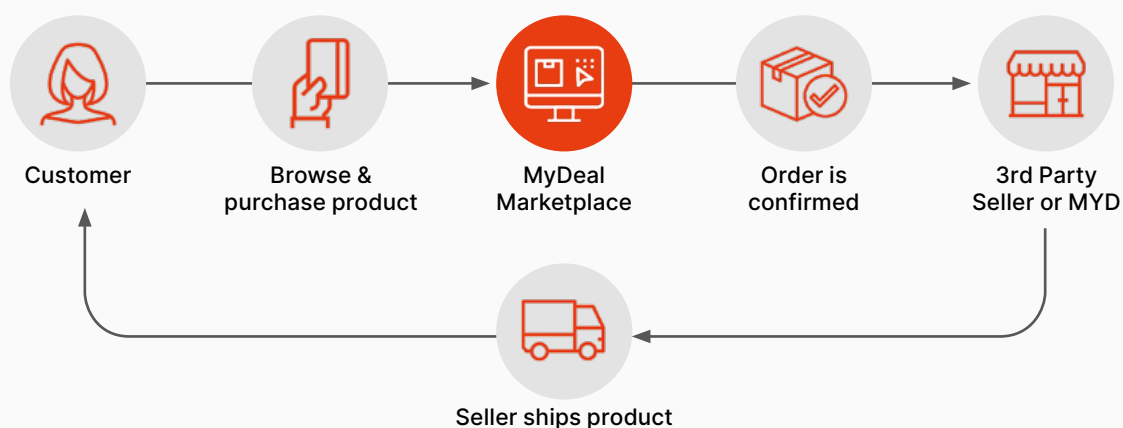 Customer
Browse &
purchase product
MyDeal
Marketplace
Order is
confirmed
3rd Party
Seller or MYD
Seller ships product